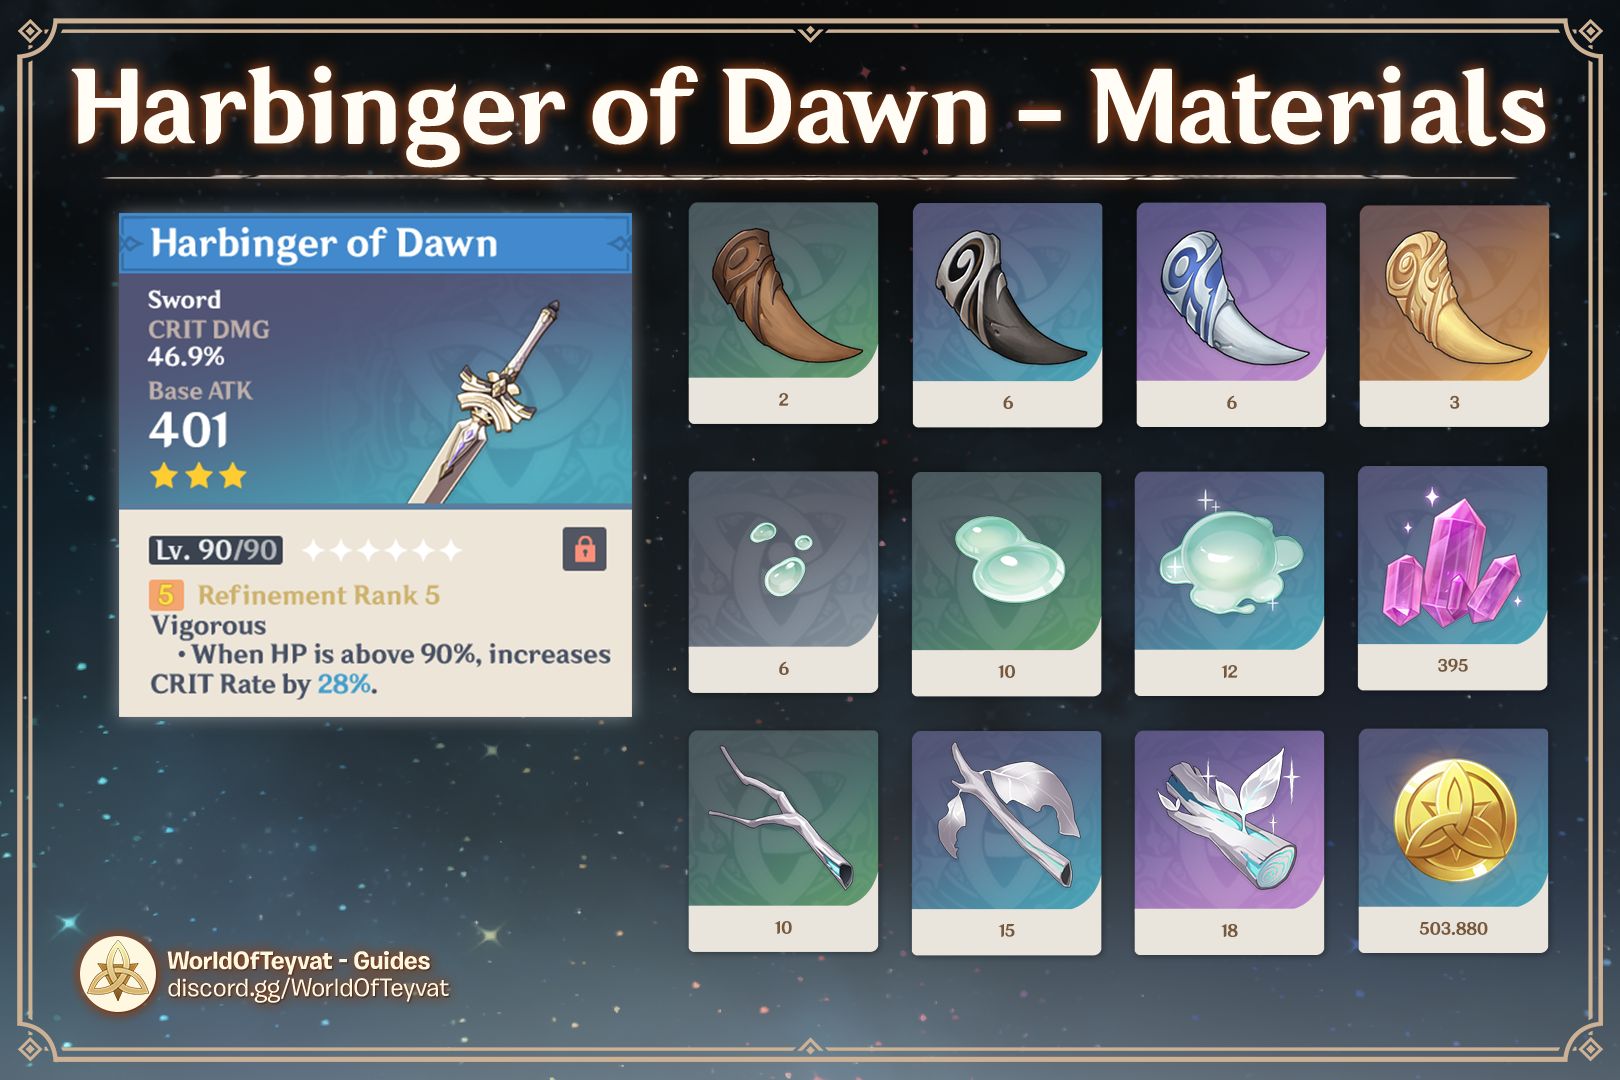 Harbinger of Dawn – Materials
Harbinger of Dawn
Sword
CRIT DMG
46.9%
Base ATK
401
Lv. 90/90
5 Refinement Rank 5
Vigorous
• When HP is above 90%, increases
CRIT Rate by 28%.
2
6
6
3
6
10
12
395
10
15
18
503.880
WorldOfTeyvat - Guides
discord.gg/WorldOfTeyvat